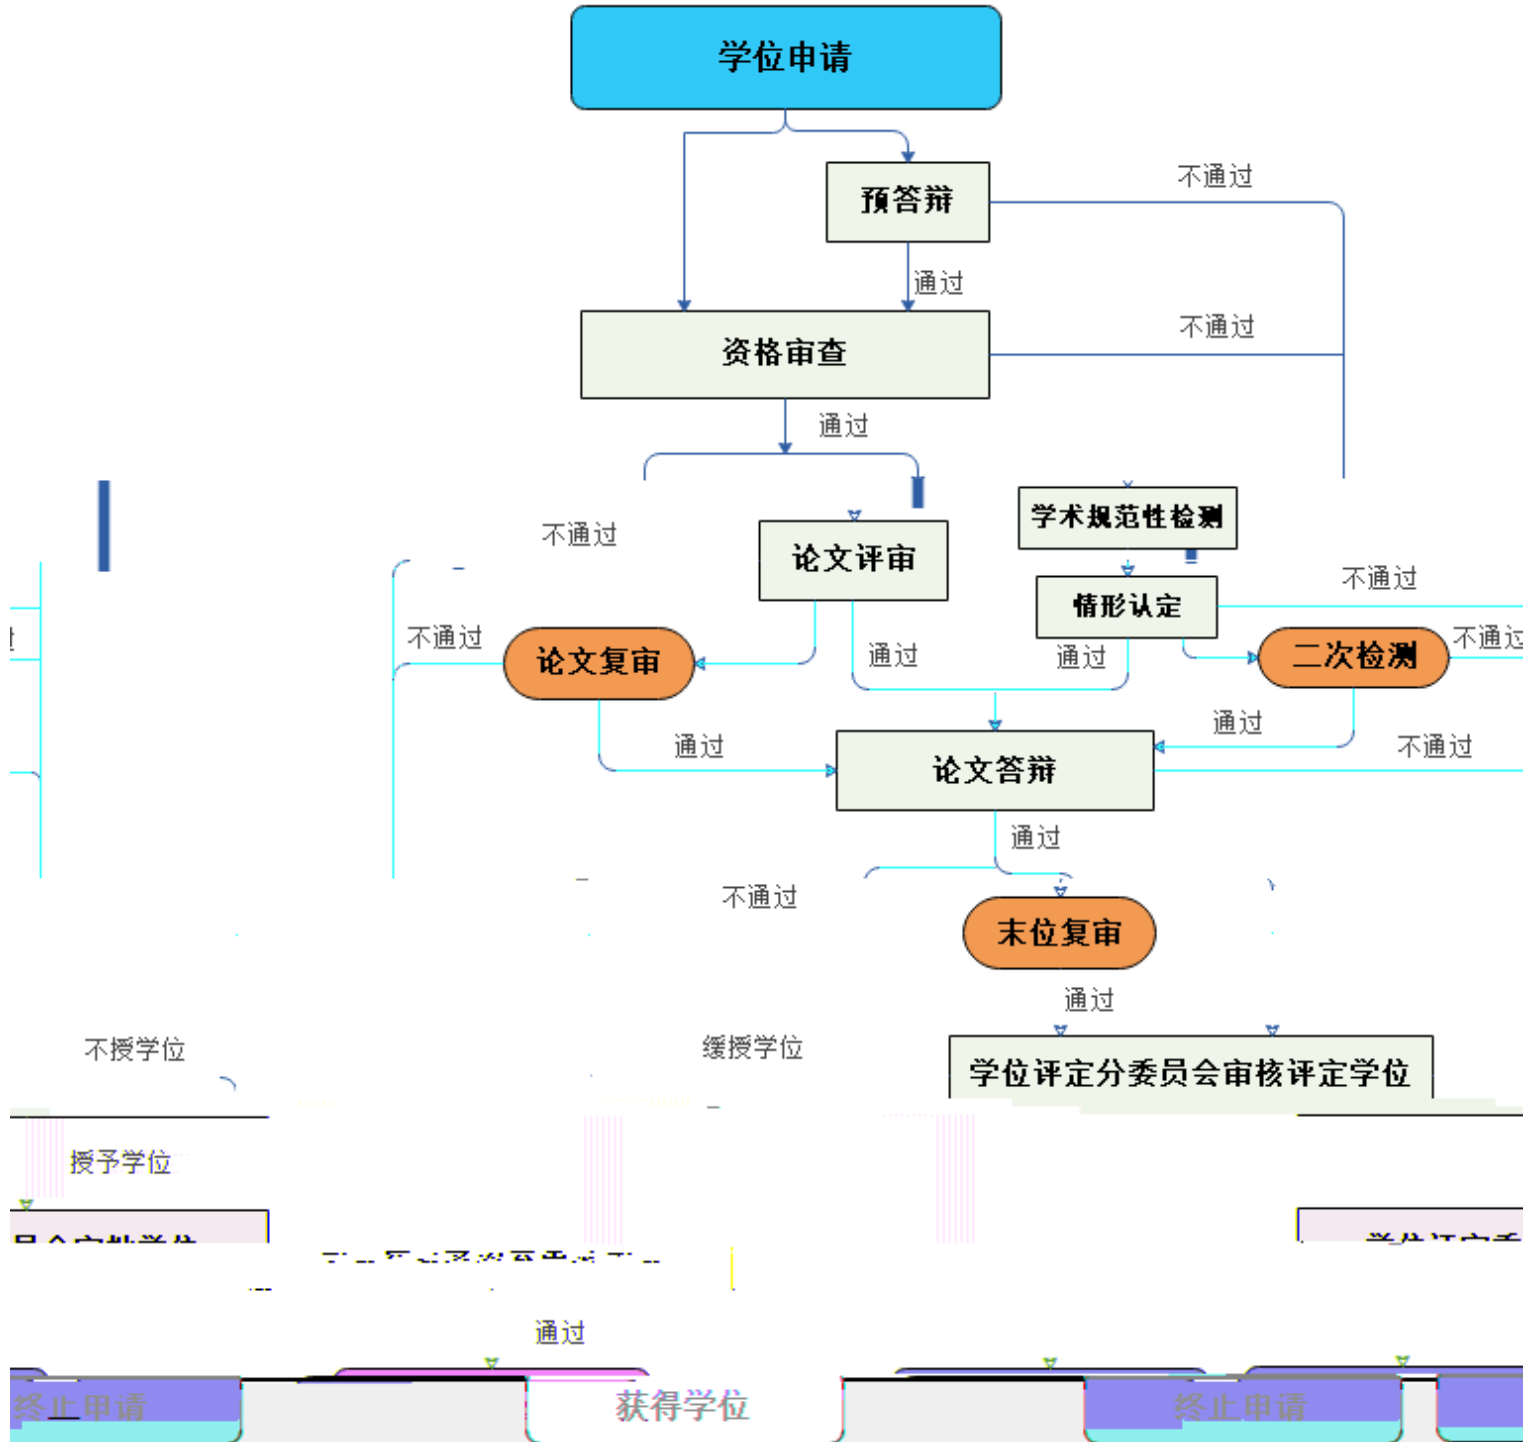 学位申请
不通过
预答辩
通过
不通过
资格审查
通过
学术规范性检测
不通过
论文评审
不通过
情形认定
不通过
论文复审
通过
通过
二次检测
不通过
通过
通过
不通过
论文答辩
通过
不通过
末位复审
通过
不授学位
缓授学位
学位评定分委员会审核评定学位
授予学位
通过
终止申请
获得学位
终止申请